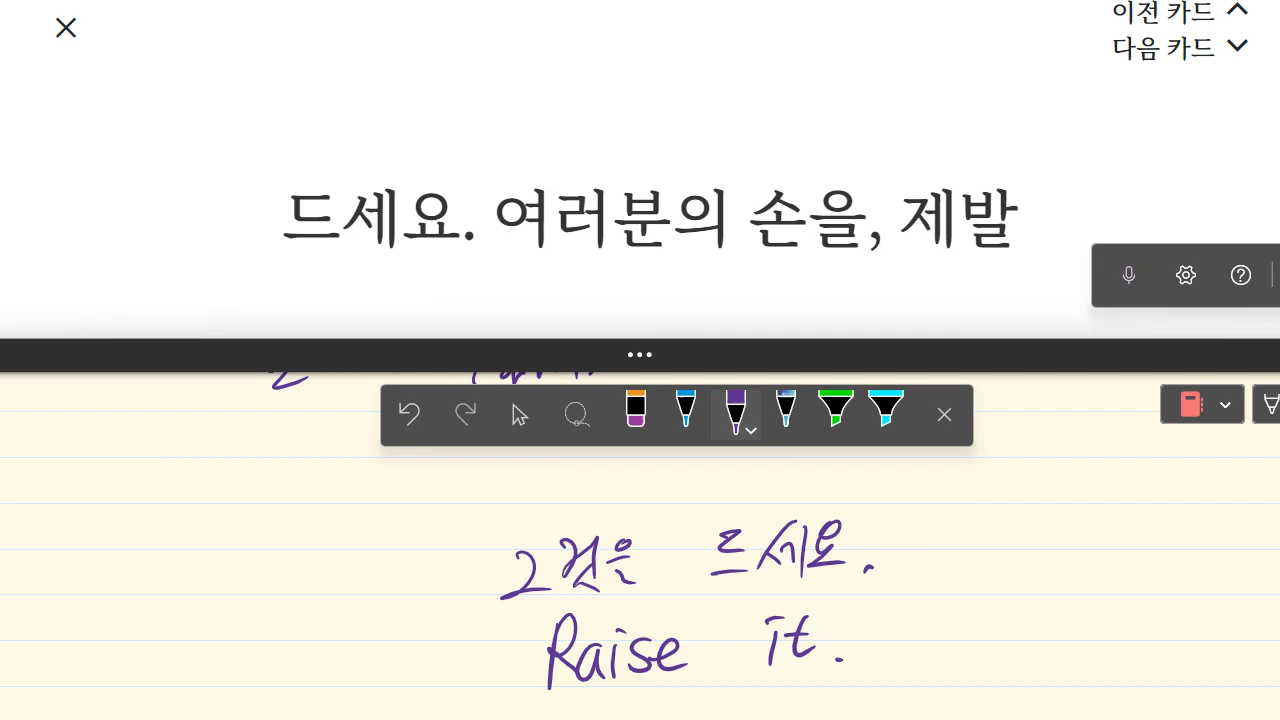 이전 카드
다음 카드
드세요. 여러분의 손을, 제발
그것은 드세요.
Raise it.